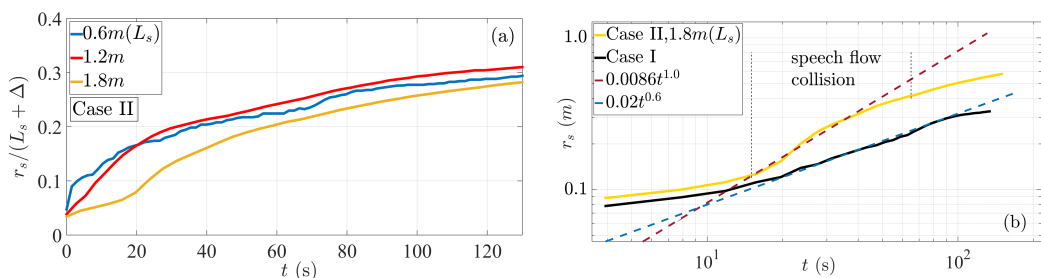 0.4
0.3
0.2
0.1
0
r_s/(L_s + Δ)
0.6m(L_s)
1.2m
1.8m
Case II
(a)
0 20 40 60 80 100 120
t (s)
1.0
0.1
r_s (m)
Case II,1.8m(L_s)
Case I
0.0086t^{1.0}
0.02t^{0.6}
speech flow
collision
(b)
10^1 10^2
t (s)